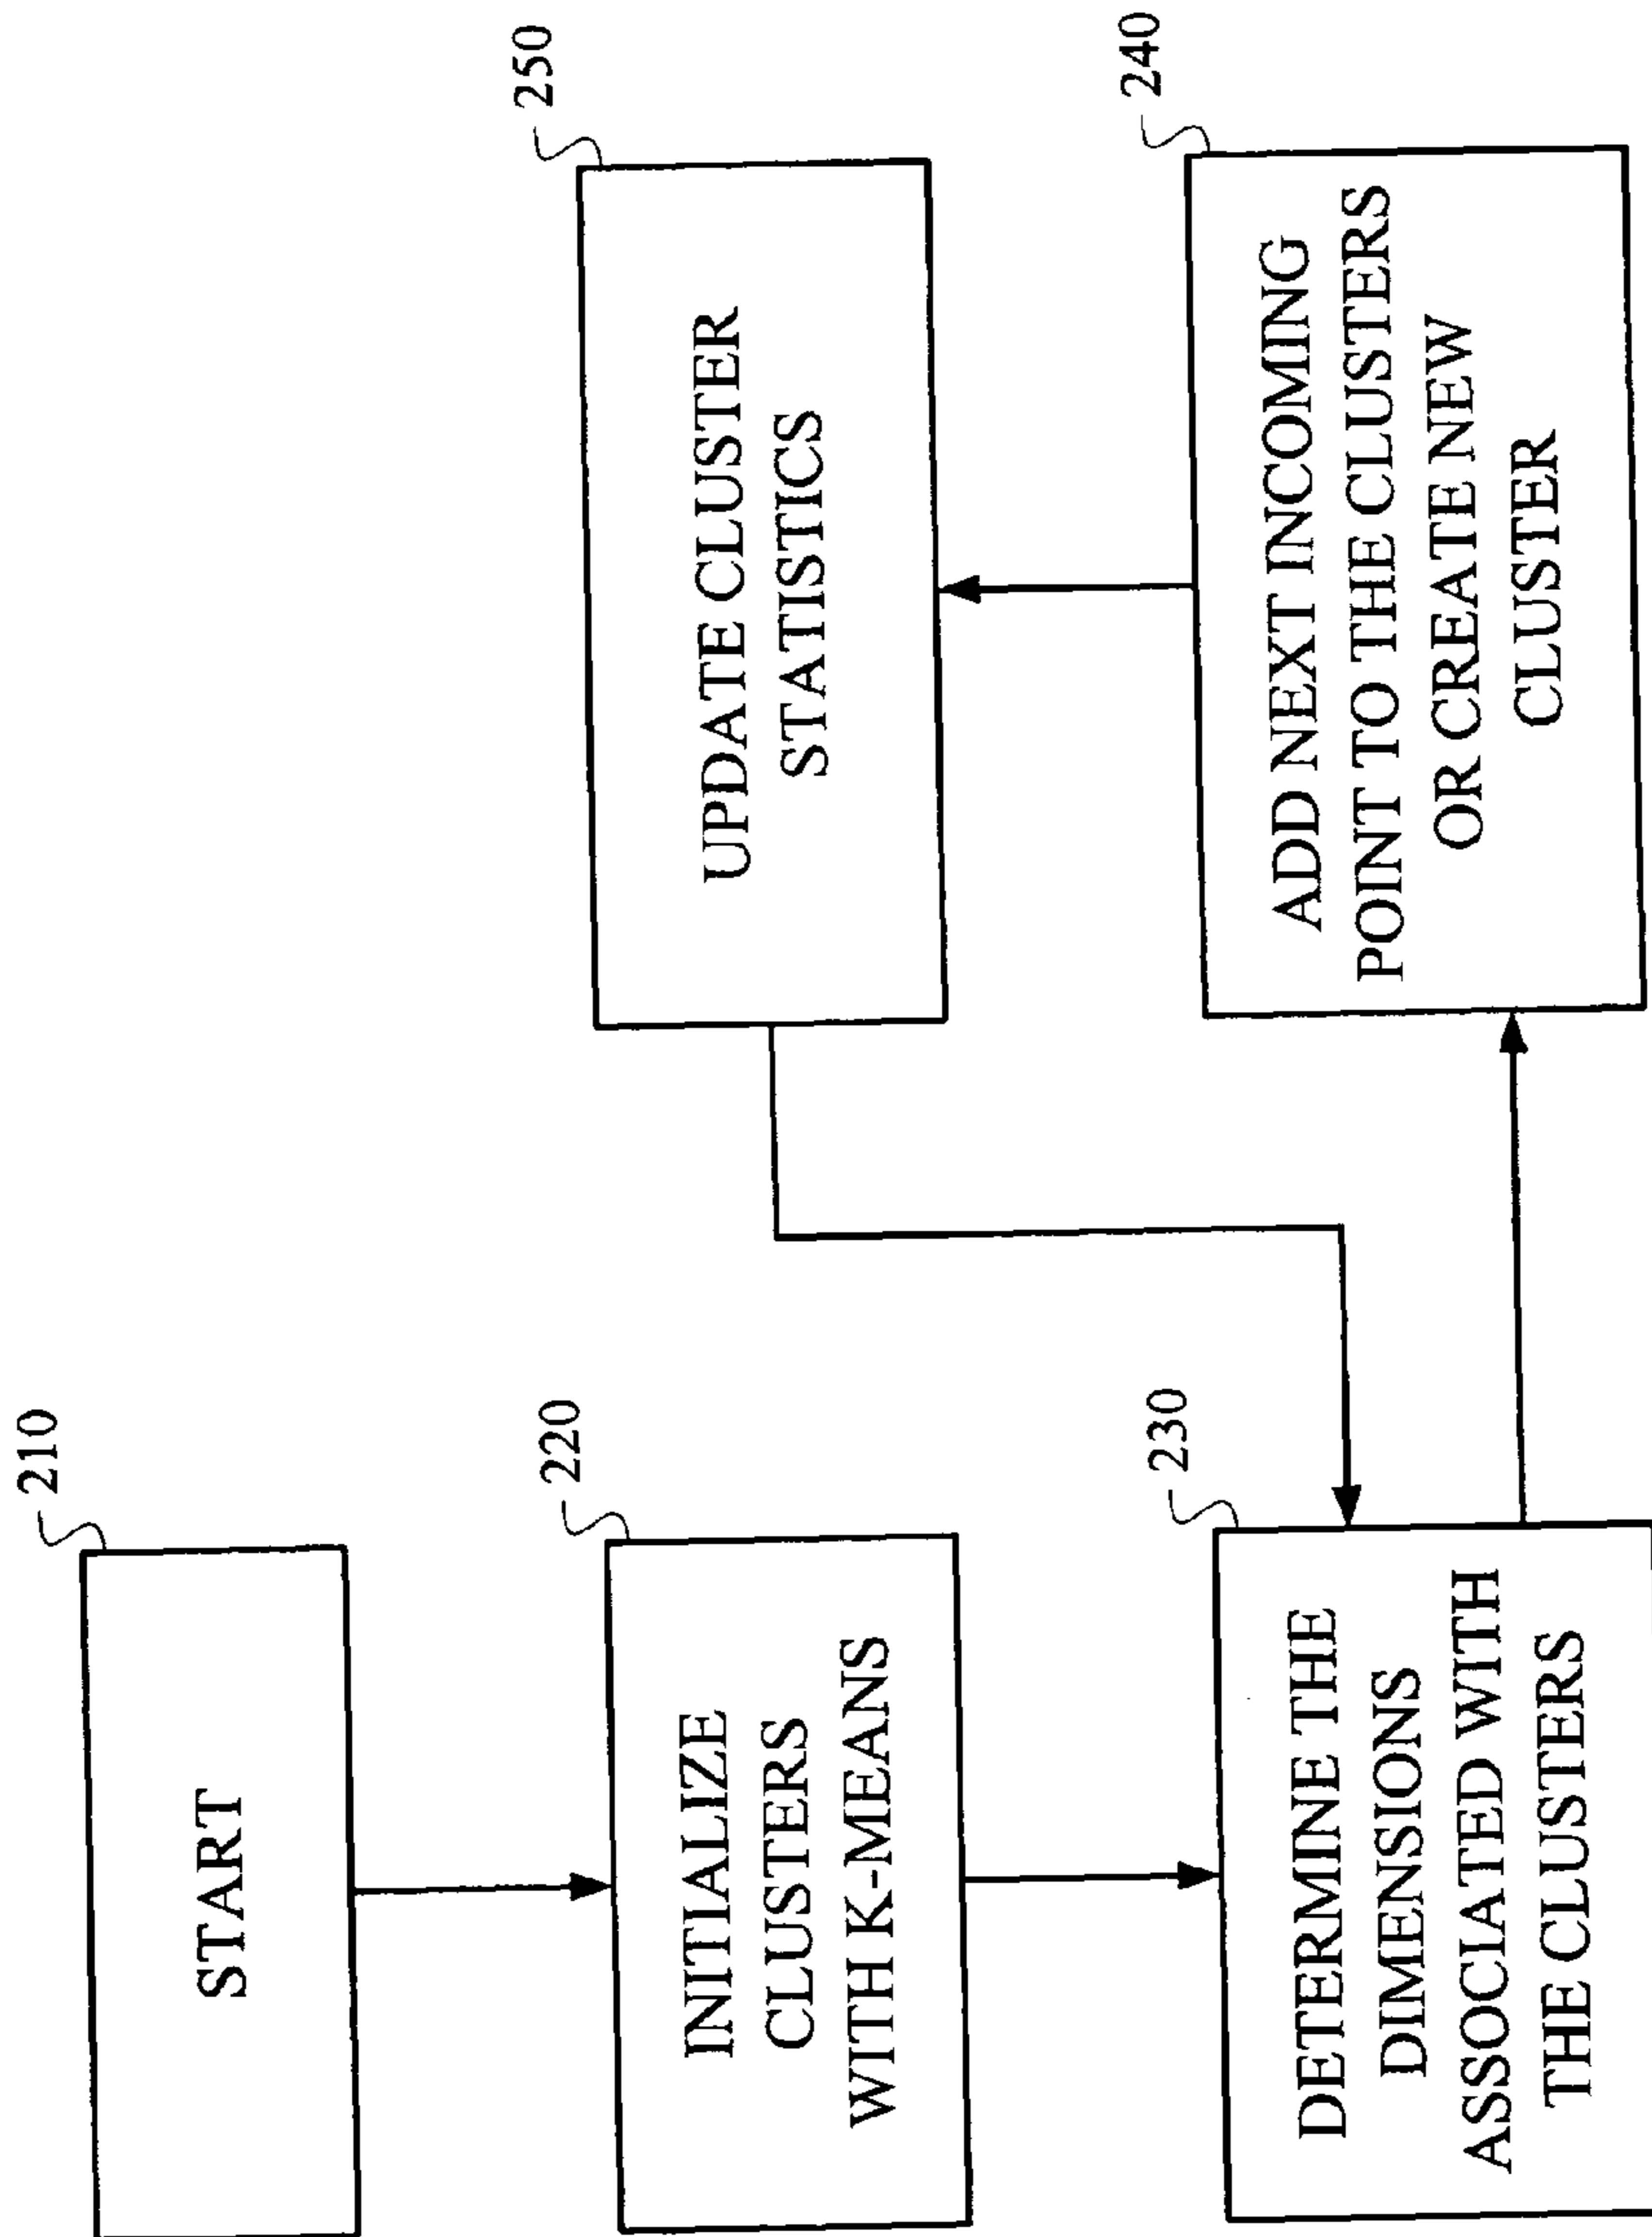 210
START
220
INITIALIZE
CLUSTERS
WITH K-MEANS
230
DETERMINE THE
DIMENSIONS
ASSOCIATED WITH
THE CLUSTERS
240
ADD NEXT INCOMING
POINT TO THE CLUSTERS
OR CREATE NEW
CLUSTER
250
UPDATE CLUSTER
STATISTICS